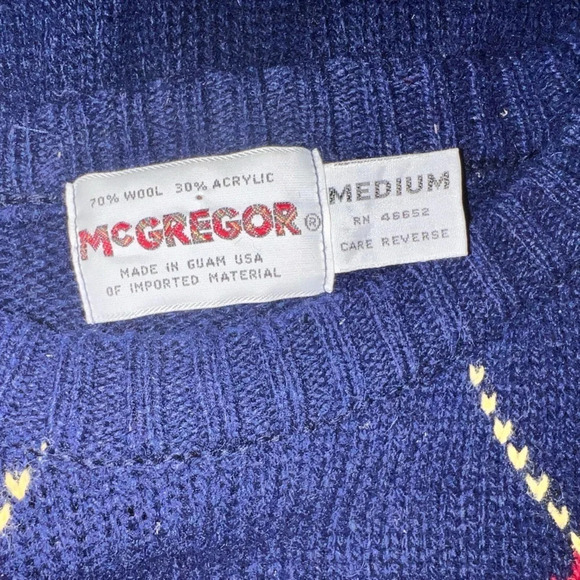 70% WOOL 30% ACRYLIC
McGREGOR®
MADE IN GUAM USA
OF IMPORTED MATERIAL
MEDIUM
RN 46652
CARE REVERSE